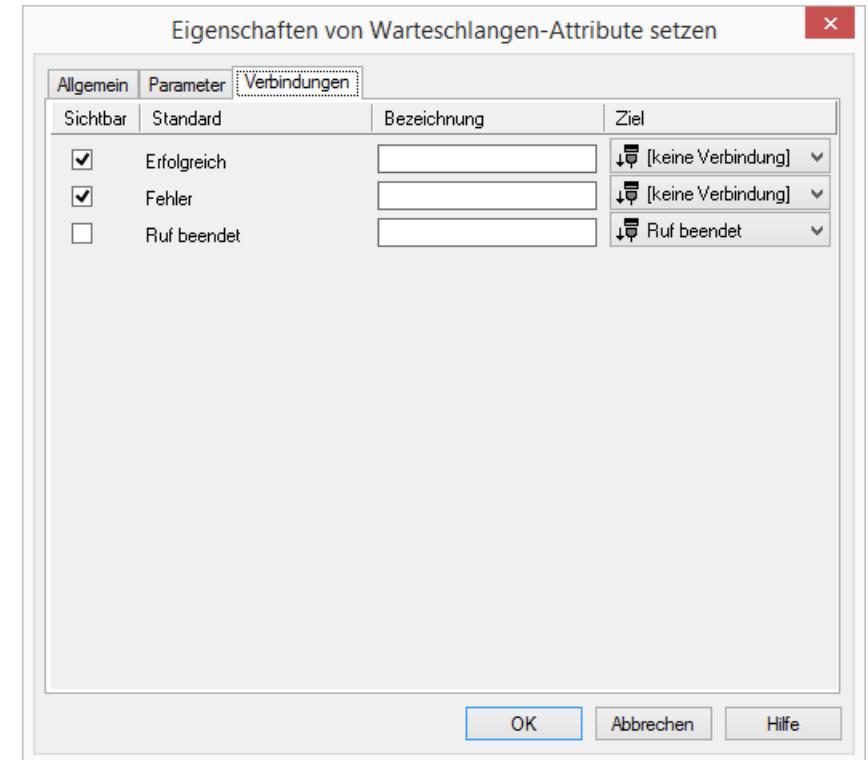 Eigenschaften von Warteschlangen-Attribute setzen
Allgemein Parameter Verbindungen
Sichtbar Standard Bezeichnung Ziel
Erfolgreich [keine Verbindung]
Fehler [keine Verbindung]
Ruf beendet Ruf beendet
OK Abbrechen Hilfe